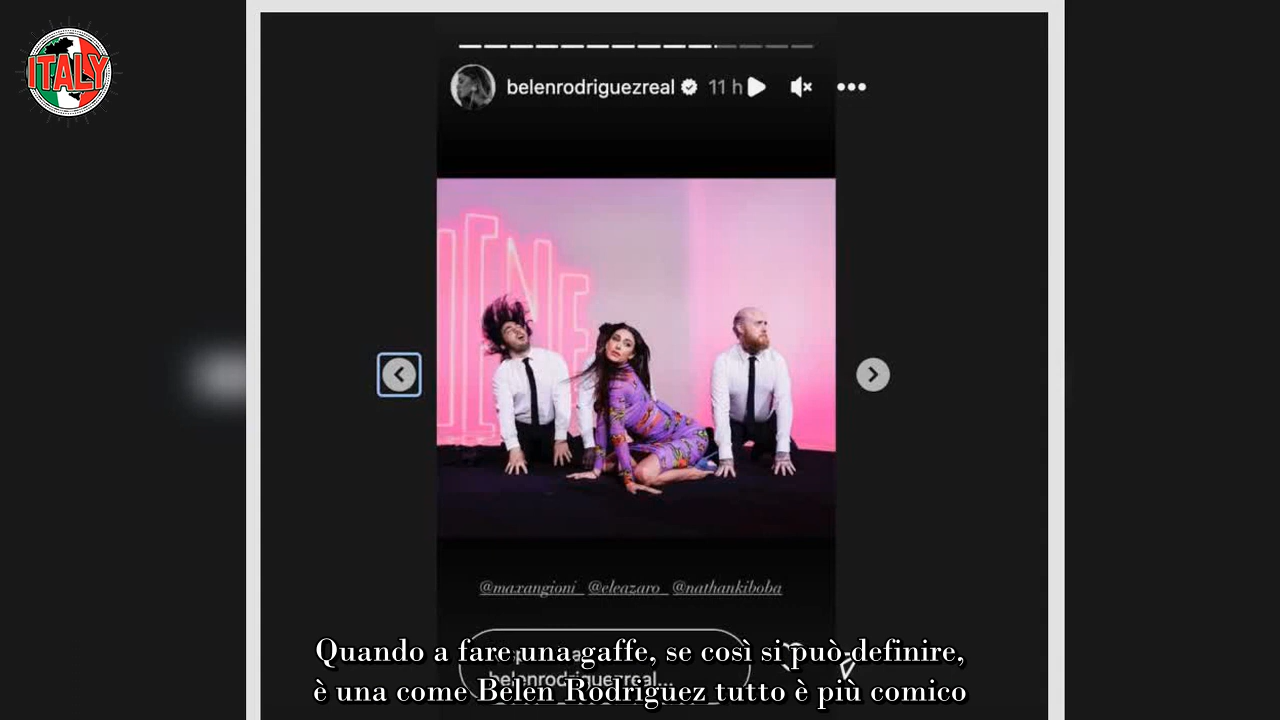 ITALY
belenrodriguezreal 11 h
@maxangioni_ @eleazaro_ @nathankiboba
belenrodriguezreal...
Quando a fare una gaffe, se così si può definire,
è una come Belen Rodriguez tutto è più comico